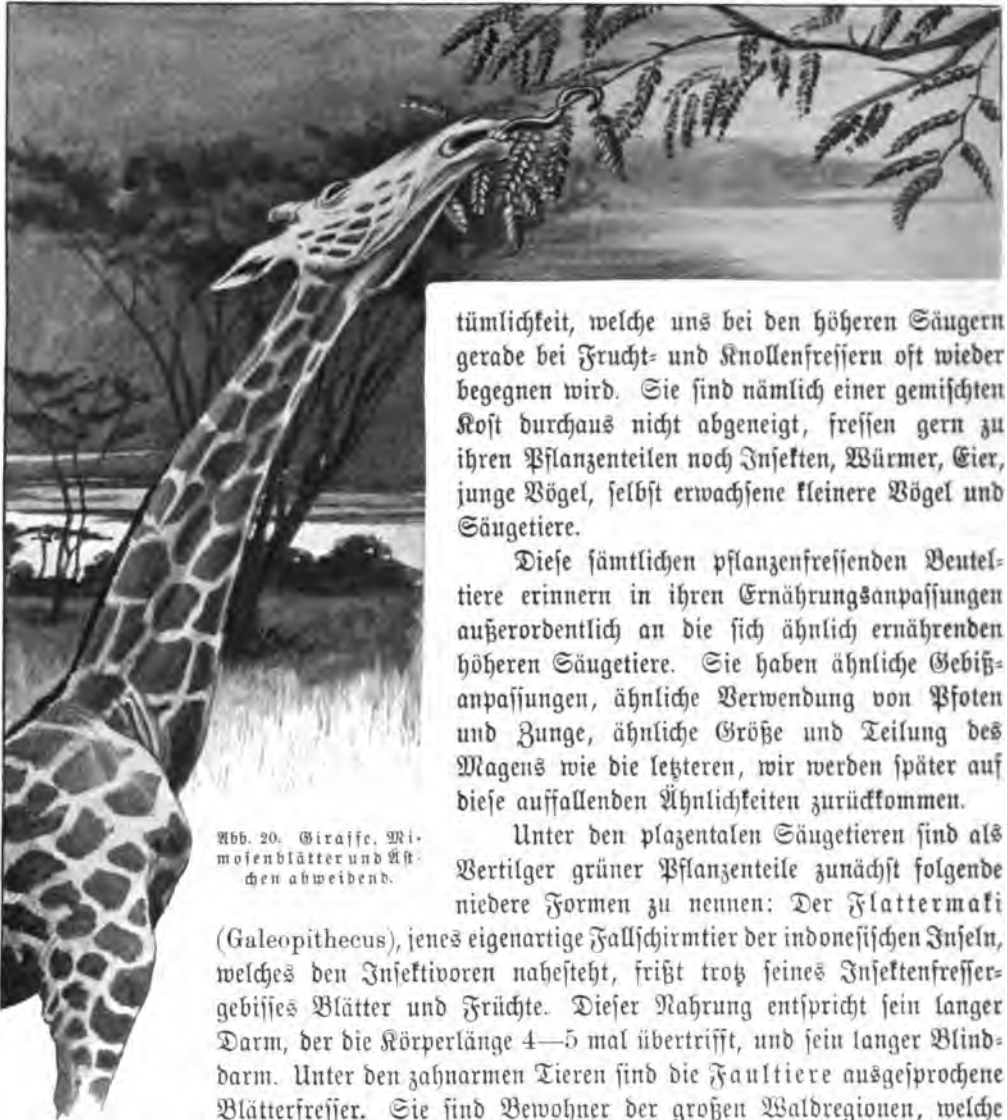 tümlichkeit, welche uns bei den höheren Säugern
gerade bei Frucht- und Knollenfressern oft wieder
begegnen wird. Sie sind nämlich einer gemischten
Kost durchaus nicht abgeneigt, fressen gern zu
ihren Pflanzenteilen noch Insekten, Würmer, Eier,
junge Vögel, selbst erwachsene kleinere Vögel und
Säugetiere.
Diese sämtlichen pflanzenfressenden Beutel-
tiere erinnern in ihren Ernährungsanpassungen
außerordentlich an die sich ähnlich ernährenden
höheren Säugetiere. Sie haben ähnliche Gebiß-
anpassungen, ähnliche Verwendung von Pfoten
und Zunge, ähnliche Größe und Teilung des
Magens wie die letzteren, wir werden später auf
diese auffallenden Ähnlichkeiten zurückkommen.
Abb. 20. Giraffe, Mi-
mosenblätter und Äst-
chen abweidend.
Unter den plazentalen Säugetieren sind als
Vertilger grüner Pflanzenteile zunächst folgende
niedere Formen zu nennen: Der Flattermaki
(Galeopithecus), jenes eigenartige Fallschirmtier der indonesischen Inseln,
welches den Insektivoren nahesteht, frißt trotz seines Insektenfresser-
gebisses Blätter und Früchte. Dieser Nahrung entspricht sein langer
Darm, der die Körperlänge 4—5 mal übertrifft, und sein langer Blind-
darm. Unter den zahnarmen Tieren sind die Faultiere ausgesprochene
Blätterfresser. Sie sind Bewohner der großen Waldregionen, welche